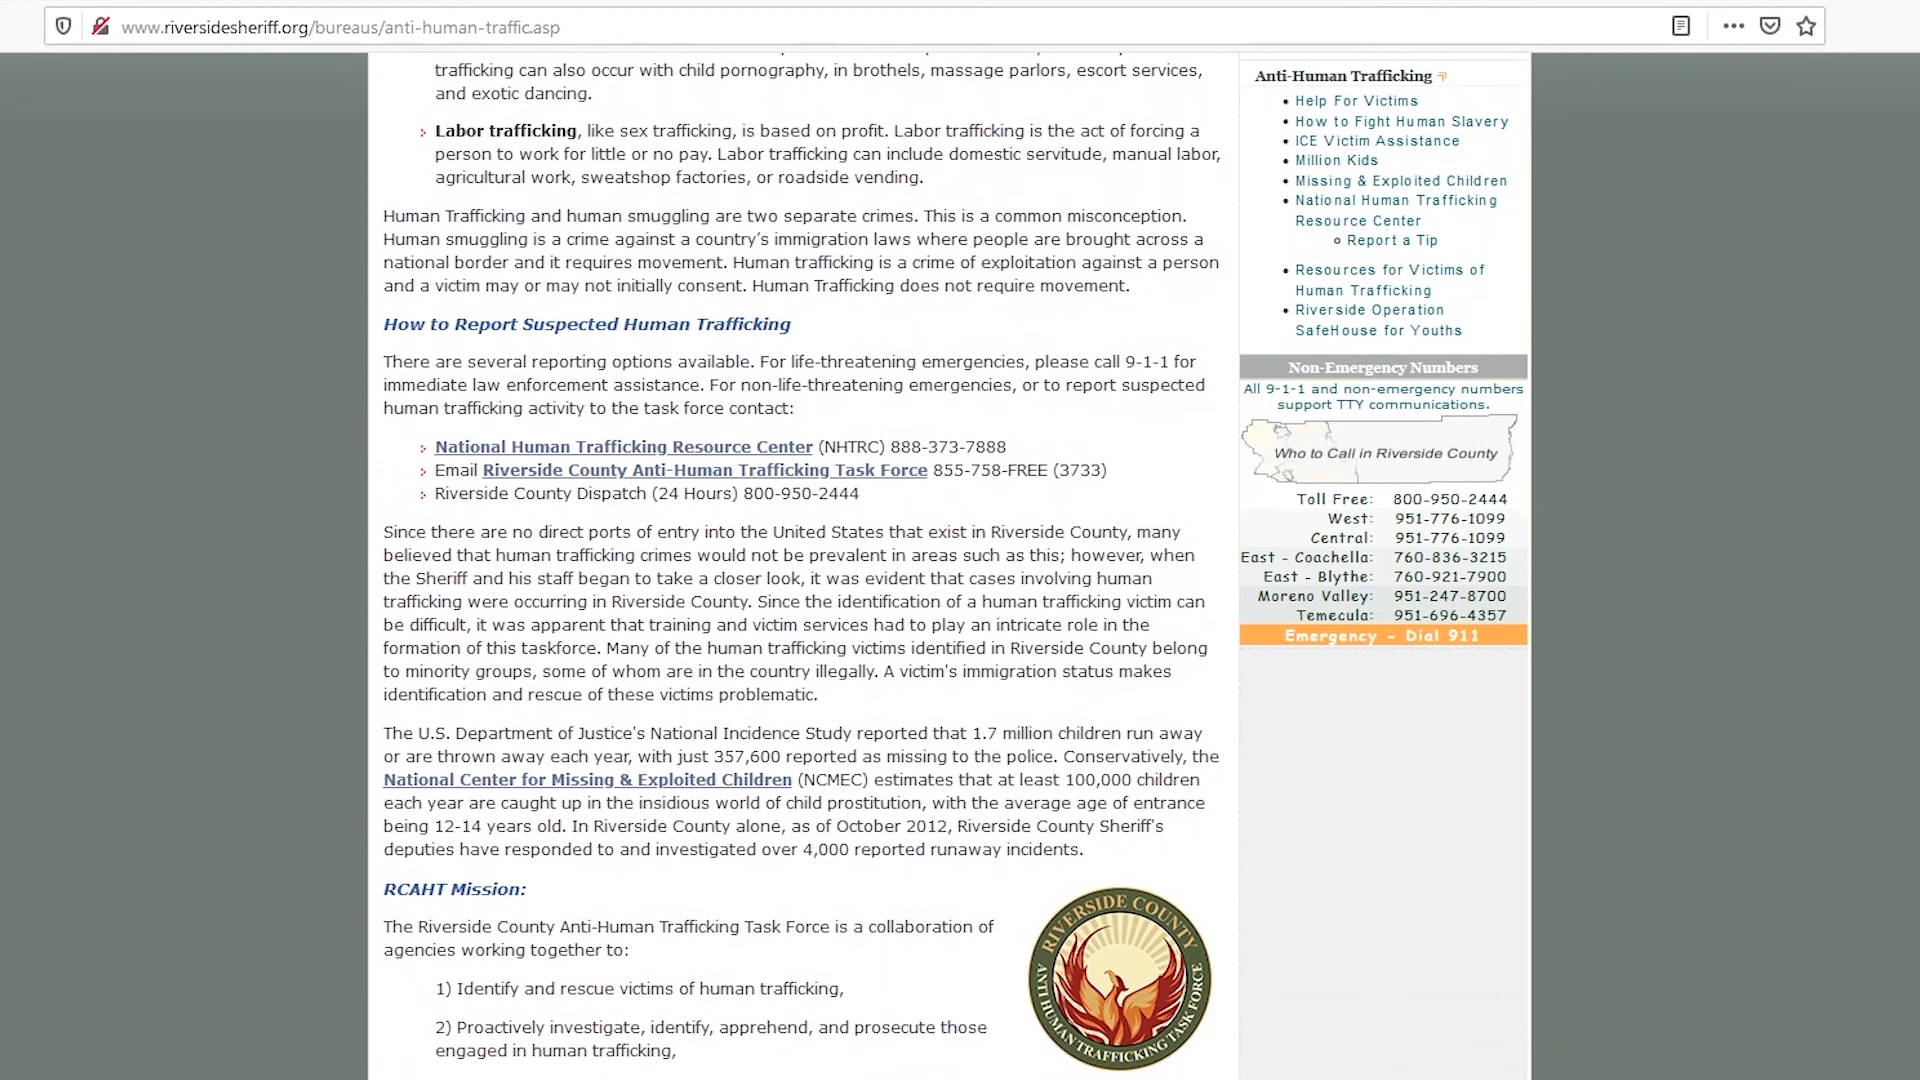 www.riversidesheriff.org/bureaus/anti-human-traffic.asp
trafficking can also occur with child pornography, in brothels, massage parlors, escort services,
and exotic dancing.
Labor trafficking, like sex trafficking, is based on profit. Labor trafficking is the act of forcing a
person to work for little or no pay. Labor trafficking can include domestic servitude, manual labor,
agricultural work, sweatshop factories, or roadside vending.
Human Trafficking and human smuggling are two separate crimes. This is a common misconception.
Human smuggling is a crime against a country’s immigration laws where people are brought across a
national border and it requires movement. Human trafficking is a crime of exploitation against a person
and a victim may or may not initially consent. Human Trafficking does not require movement.
How to Report Suspected Human Trafficking
There are several reporting options available. For life-threatening emergencies, please call 9-1-1 for
immediate law enforcement assistance. For non-life-threatening emergencies, or to report suspected
human trafficking activity to the task force contact:
National Human Trafficking Resource Center (NHTRC) 888-373-7888
Email Riverside County Anti-Human Trafficking Task Force 855-758-FREE (3733)
Riverside County Dispatch (24 Hours) 800-950-2444
Since there are no direct ports of entry into the United States that exist in Riverside County, many
believed that human trafficking crimes would not be prevalent in areas such as this; however, when
the Sheriff and his staff began to take a closer look, it was evident that cases involving human
trafficking were occurring in Riverside County. Since the identification of a human trafficking victim can
be difficult, it was apparent that training and victim services had to play an intricate role in the
formation of this taskforce. Many of the human trafficking victims identified in Riverside County belong
to minority groups, some of whom are in the country illegally. A victim's immigration status makes
identification and rescue of these victims problematic.
The U.S. Department of Justice's National Incidence Study reported that 1.7 million children run away
or are thrown away each year, with just 357,600 reported as missing to the police. Conservatively, the
National Center for Missing & Exploited Children (NCMEC) estimates that at least 100,000 children
each year are caught up in the insidious world of child prostitution, with the average age of entrance
being 12-14 years old. In Riverside County alone, as of October 2012, Riverside County Sheriff's
deputies have responded to and investigated over 4,000 reported runaway incidents.
RCAHT Mission:
The Riverside County Anti-Human Trafficking Task Force is a collaboration of
agencies working together to:
1) Identify and rescue victims of human trafficking,
2) Proactively investigate, identify, apprehend, and prosecute those
engaged in human trafficking,
RIVERSIDE COUNTY
ANTI HUMAN TRAFFICKING TASK FORCE
Anti-Human Trafficking
Help For Victims
How to Fight Human Slavery
ICE Victim Assistance
Million Kids
Missing & Exploited Children
National Human Trafficking
Resource Center
Report a Tip
Resources for Victims of
Human Trafficking
Riverside Operation
SafeHouse for Youths
Non-Emergency Numbers
All 9-1-1 and non-emergency numbers
support TTY communications.
Who to Call in Riverside County
Toll Free: 800-950-2444
West: 951-776-1099
Central: 951-776-1099
East - Coachella: 760-836-3215
East - Blythe: 760-921-7900
Moreno Valley: 951-247-8700
Temecula: 951-696-4357
Emergency - Dial 911